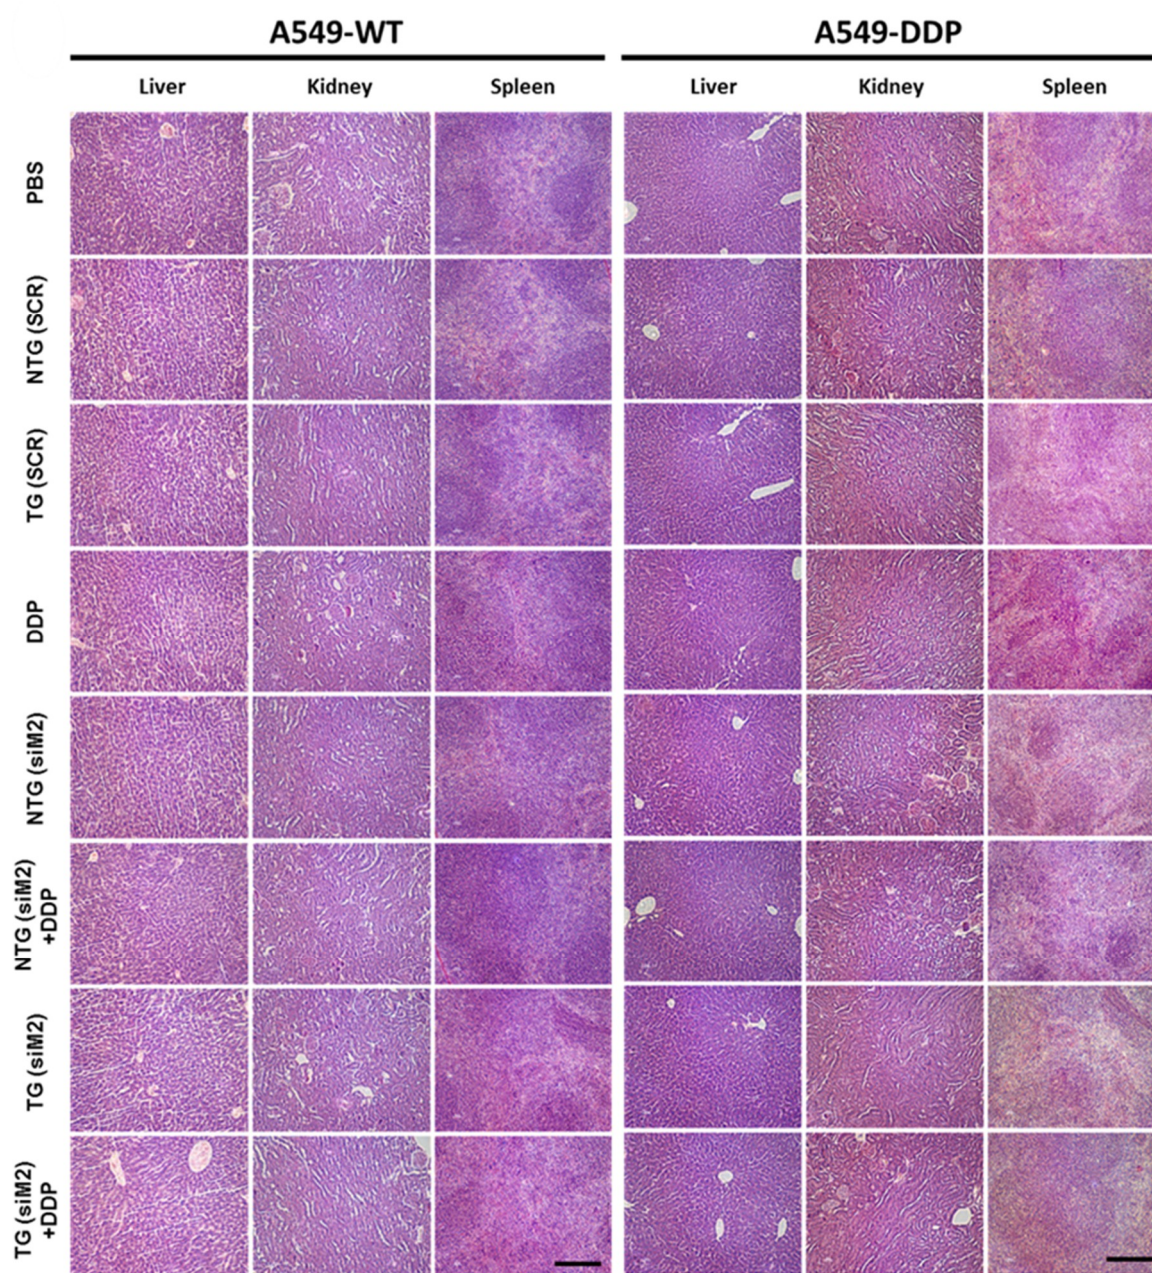 A549-WT A549-DDP
Liver Kidney Spleen Liver Kidney Spleen
PBS
NTG (SCR)
TG (SCR)
DDP
NTG (siM2)
NTG (siM2)
+DDP
TG (siM2)
TG (siM2)
+DDP